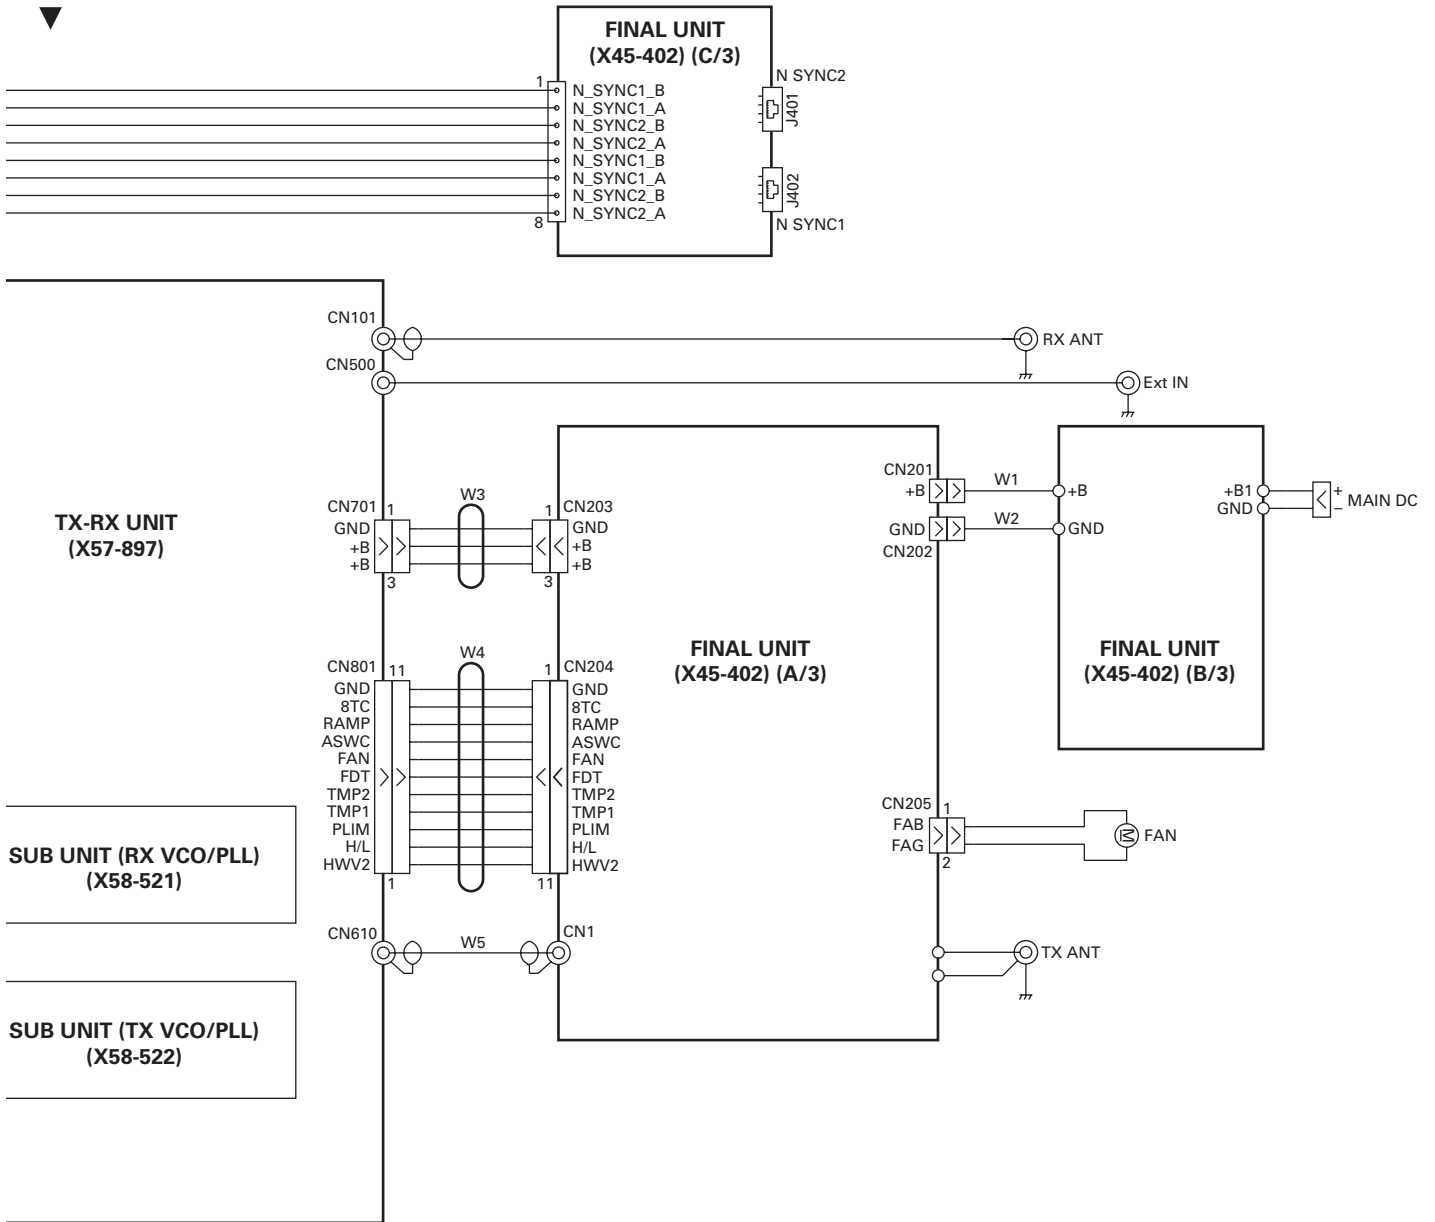 FINAL UNIT
(X45-402) (C/3)
1
N_SYNC1_B
N_SYNC1_A
N_SYNC2_B
N_SYNC2_A
N_SYNC1_B
N_SYNC1_A
N_SYNC2_B
N_SYNC2_A
8
N SYNC2
J401
J402
N SYNC1
CN101
RX ANT
CN500
Ext IN
TX-RX UNIT
(X57-897)
CN701
1
GND
+B
+B
3
W3
1
CN203
GND
+B
+B
3
CN801
11
GND
8TC
RAMP
ASWC
FAN
FDT
TMP2
TMP1
PLIM
H/L
HWV2
1
W4
1
CN204
GND
8TC
RAMP
ASWC
FAN
FDT
TMP2
TMP1
PLIM
H/L
HWV2
11
CN610
W5
CN1
FINAL UNIT
(X45-402) (A/3)
CN201
+B
W1
+B
GND
CN202
W2
GND
+B1
GND
+
−
MAIN DC
FINAL UNIT
(X45-402) (B/3)
CN205
1
FAB
FAG
2
M
FAN
TX ANT
SUB UNIT (RX VCO/PLL)
(X58-521)
SUB UNIT (TX VCO/PLL)
(X58-522)